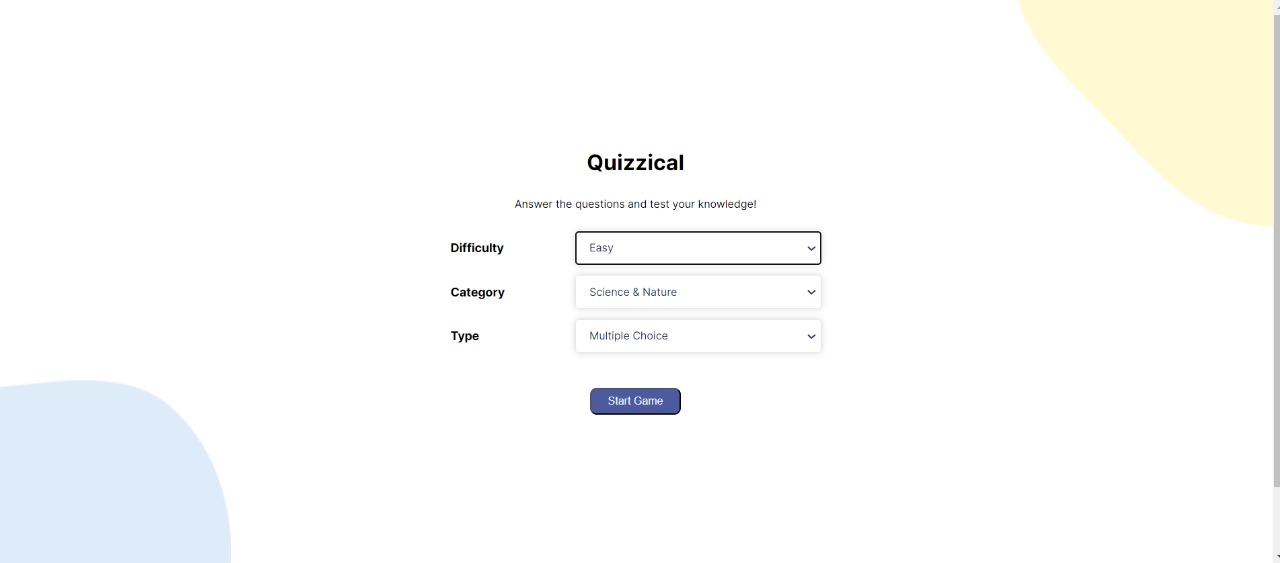 Quizzical
Answer the questions and test your knowledge!
Difficulty Easy
Category Science & Nature
Type Multiple Choice
Start Game